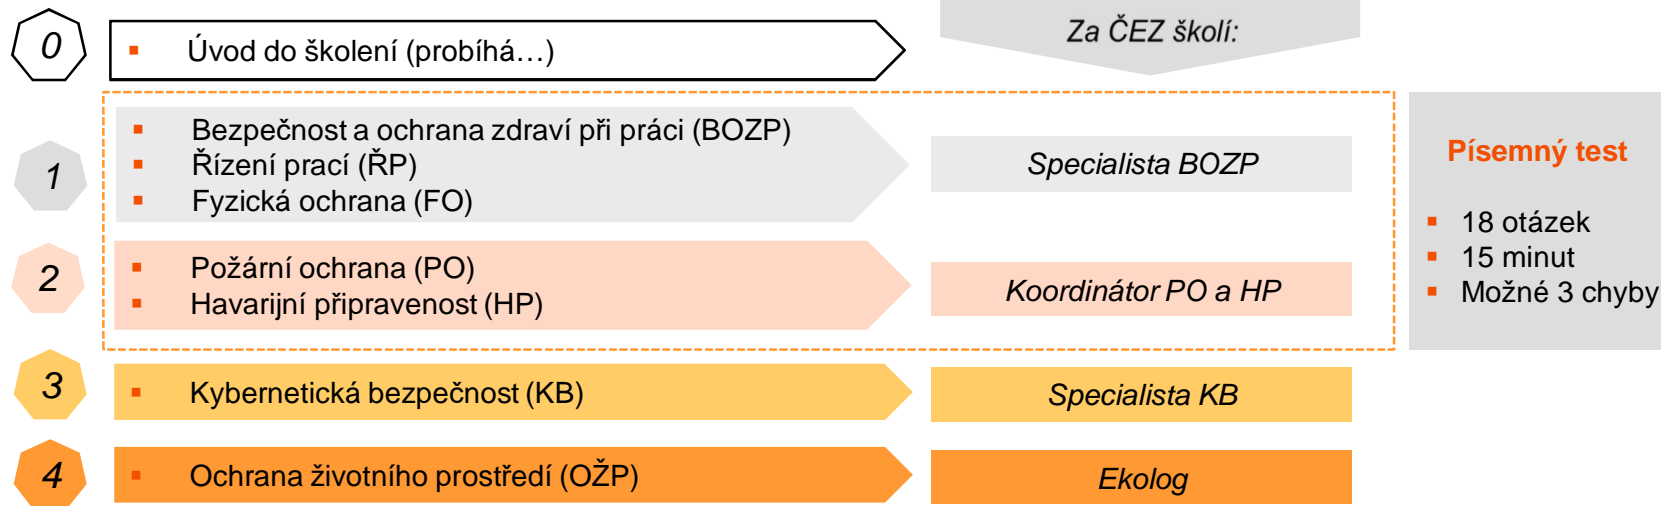 0
Úvod do školení (probíhá…)
Za ČEZ školí:
1
Bezpečnost a ochrana zdraví při práci (BOZP)
Řízení prací (ŘP)
Fyzická ochrana (FO)
Specialista BOZP
2
Požární ochrana (PO)
Havarijní připravenost (HP)
Koordinátor PO a HP
Písemný test
18 otázek
15 minut
Možné 3 chyby
3
Kybernetická bezpečnost (KB)
Specialista KB
4
Ochrana životního prostředí (OŽP)
Ekolog